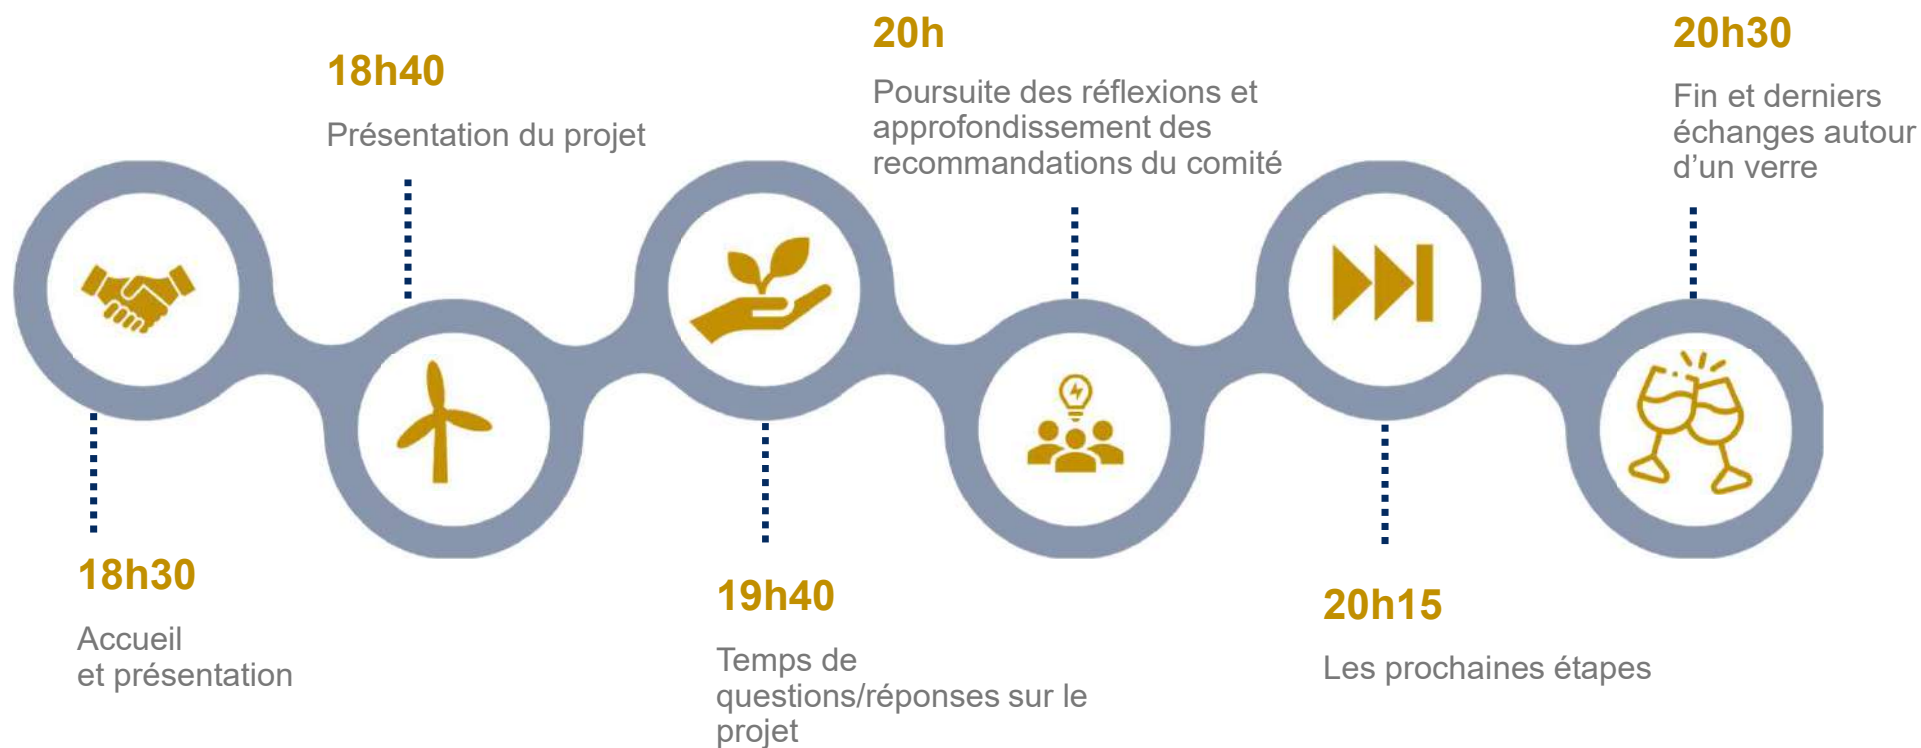 18h30
Accueil
et présentation
18h40
Présentation du projet
19h40
Temps de
questions/réponses sur le
projet
20h
Poursuite des réflexions et
approfondissement des
recommandations du comité
20h15
Les prochaines étapes
20h30
Fin et derniers
échanges autour
d’un verre